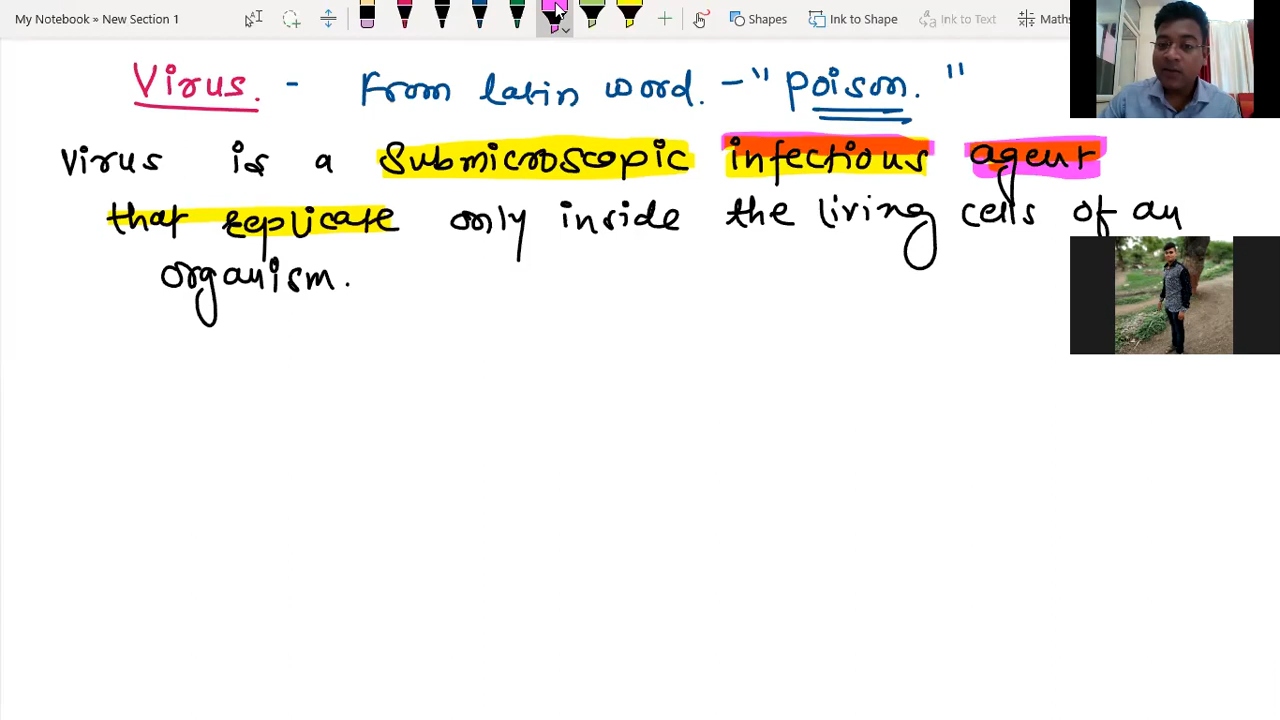 My Notebook » New Section 1
Shapes Ink to Shape Ink to Text Maths
Virus. - From latin word. - "poison."
Virus is a Submicroscopic infectious agent
that replicate only inside the living cells of an
organism.